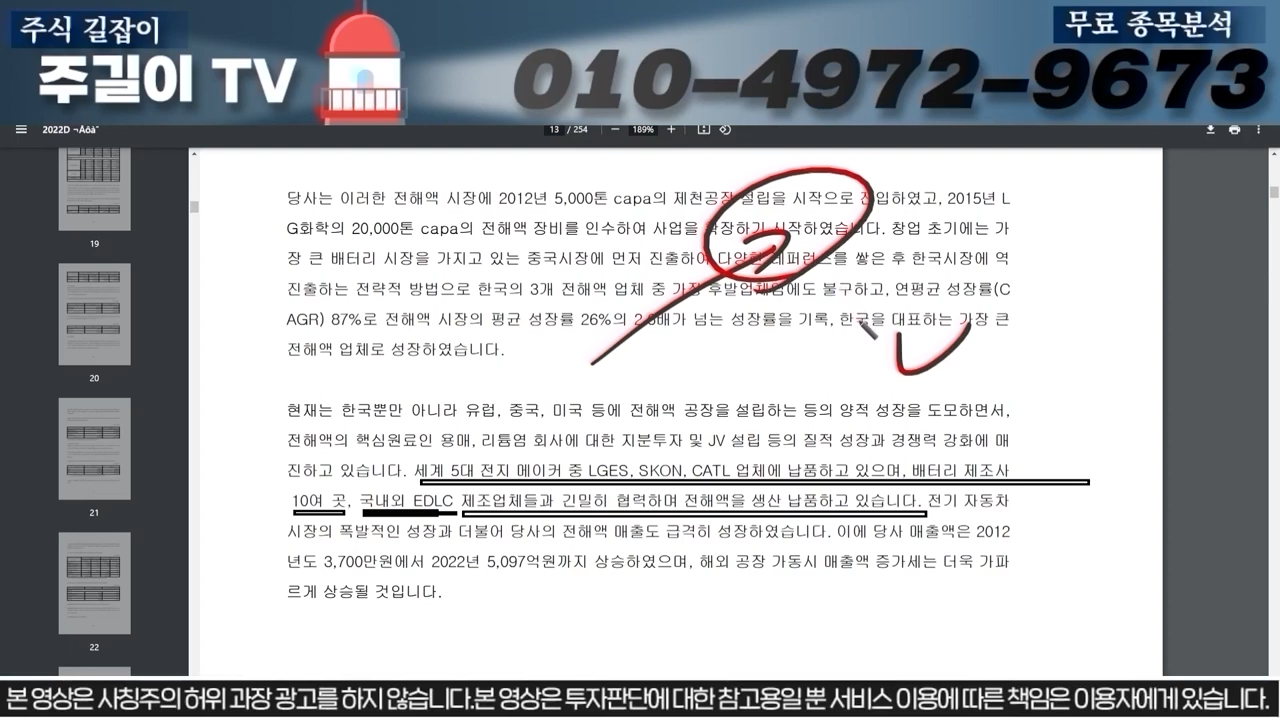 주식 길잡이
무료 종목분석
주길이 TV
010-4972-9673
2022D ¬Åôà¨
13 / 254
189%
당사는 이러한 전해액 시장에 2012년 5,000톤 capa의 제천공장 설립을 시작으로 진입하였고, 2015년 L
G화학의 20,000톤 capa의 전해액 장비를 인수하여 사업을 확장하기 시작하였습니다. 창업 초기에는 가
장 큰 배터리 시장을 가지고 있는 중국시장에 먼저 진출하여 다양한 레퍼런스를 쌓은 후 한국시장에 역
진출하는 전략적 방법으로 한국의 3개 전해액 업체 중 가장 후발업체임에도 불구하고, 연평균 성장률(C
AGR) 87%로 전해액 시장의 평균 성장률 26%의 배가 넘는 성장률을 기록, 한국을 대표하는 가장 큰
전해액 업체로 성장하였습니다.
현재는 한국뿐만 아니라 유럽, 중국, 미국 등에 전해액 공장을 설립하는 등의 양적 성장을 도모하면서,
전해액의 핵심원료인 용매, 리튬염 회사에 대한 지분투자 및 JV 설립 등의 질적 성장과 경쟁력 강화에 매
진하고 있습니다. 세계 5대 전지 메이커 중 LGES, SKON, CATL 업체에 납품하고 있으며, 배터리 제조사
10여 곳, 국내외 EDLC 제조업체들과 긴밀히 협력하며 전해액을 생산 납품하고 있습니다. 전기 자동차
시장의 폭발적인 성장과 더불어 당사의 전해액 매출도 급격히 성장하였습니다. 이에 당사 매출액은 2012
년도 3,700만원에서 2022년 5,097억원까지 상승하였으며, 해외 공장 가동시 매출액 증가세는 더욱 가파
르게 상승될 것입니다.
19
20
21
22
본 영상은 사칭주의 허위 과장 광고를 하지 않습니다.본 영상은 투자판단에 대한 참고용일 뿐 서비스 이용에 따른 책임은 이용자에게 있습니다.